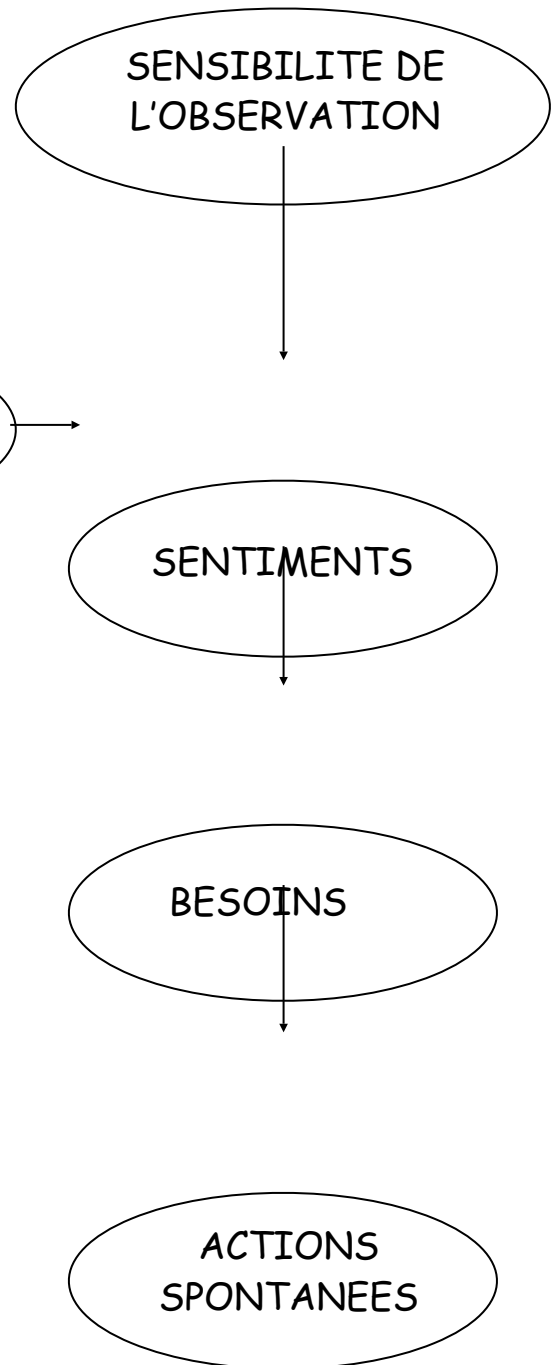 SENSIBILITE DE
L'OBSERVATION
SENTIMENTS
BESOINS
ACTIONS
SPONTANEES